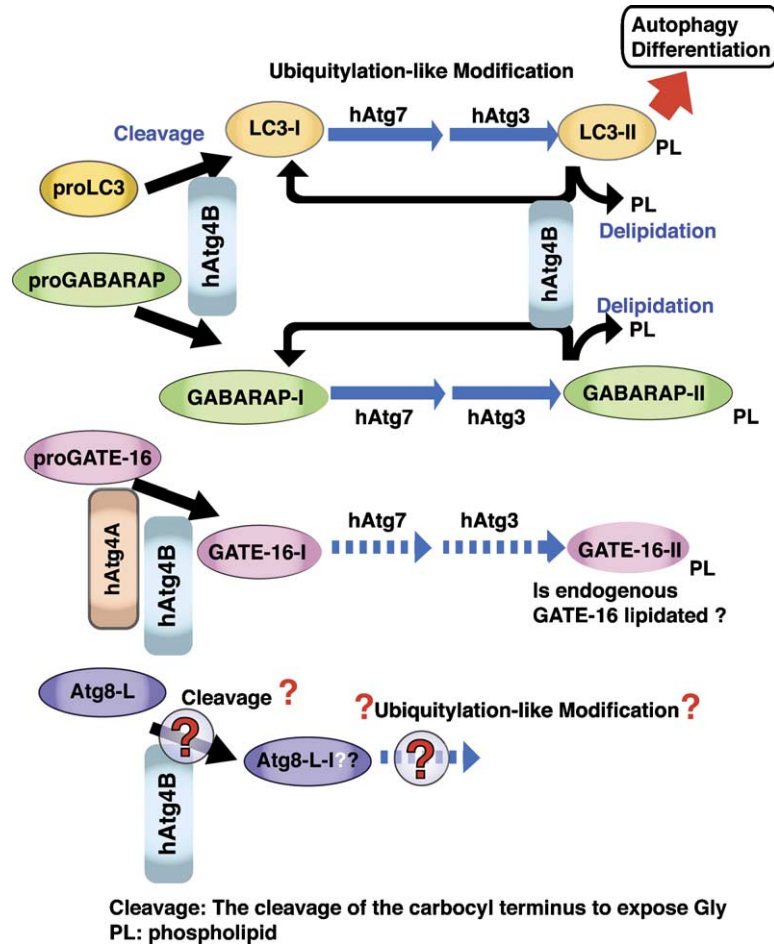 Autophagy
Differentiation
Ubiquitylation-like Modification
Cleavage
LC3-I
hAtg7
hAtg3
LC3-II
PL
proLC3
hAtg4B
PL
Delipidation
proGABARAP
hAtg4B
Delipidation
PL
GABARAP-I
hAtg7
hAtg3
GABARAP-II
PL
proGATE-16
hAtg4A
hAtg4B
GATE-16-I
hAtg7
hAtg3
GATE-16-II
PL
Is endogenous
GATE-16 lipidated ?
Atg8-L
Cleavage ?
?
?Ubiquitylation-like Modification?
hAtg4B
Atg8-L-I??
?
Cleavage: The cleavage of the carbocyl terminus to expose Gly
PL: phospholipid